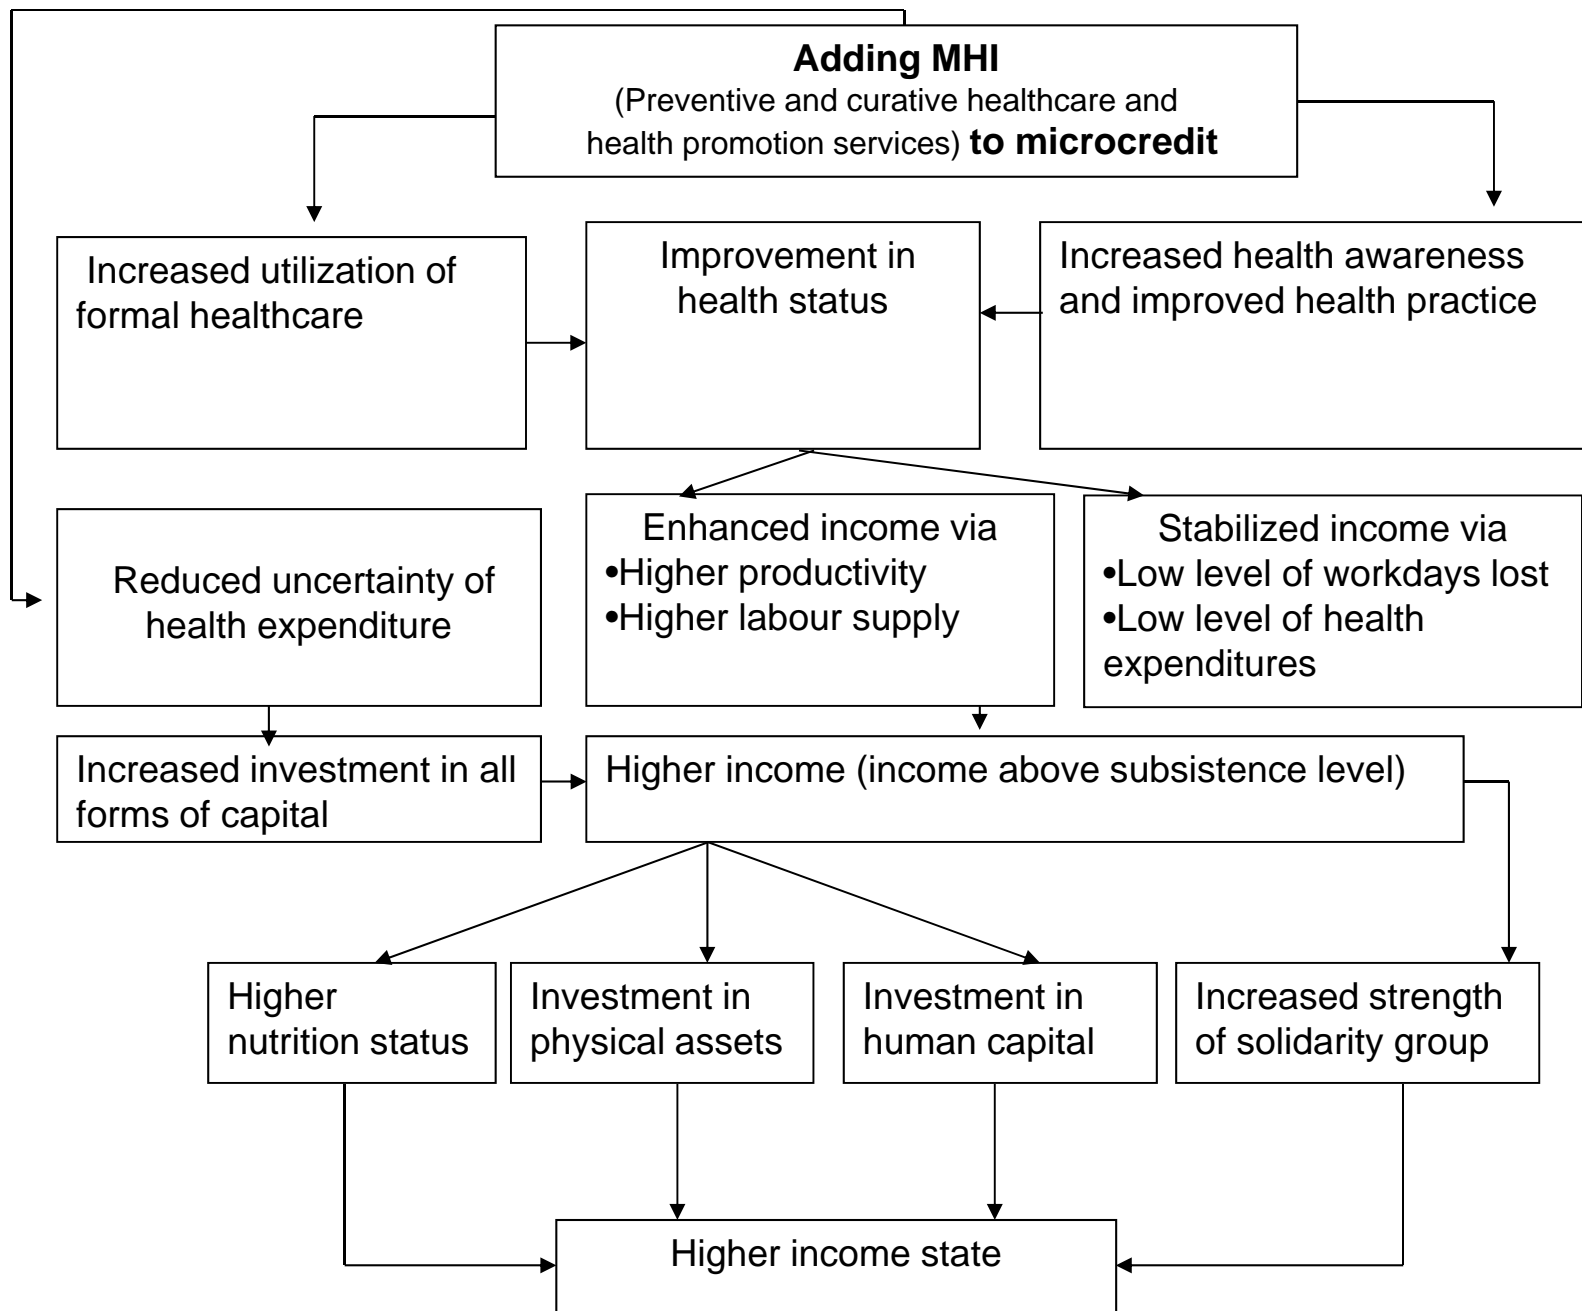 Adding MHI
(Preventive and curative healthcare and
health promotion services) to microcredit
Increased utilization of
formal healthcare
Improvement in
health status
Increased health awareness
and improved health practice
Reduced uncertainty of
health expenditure
Enhanced income via
•Higher productivity
•Higher labour supply
Stabilized income via
•Low level of workdays lost
•Low level of health
expenditures
Increased investment in all
forms of capital
Higher income (income above subsistence level)
Higher
nutrition status
Investment in
physical assets
Investment in
human capital
Increased strength
of solidarity group
Higher income state